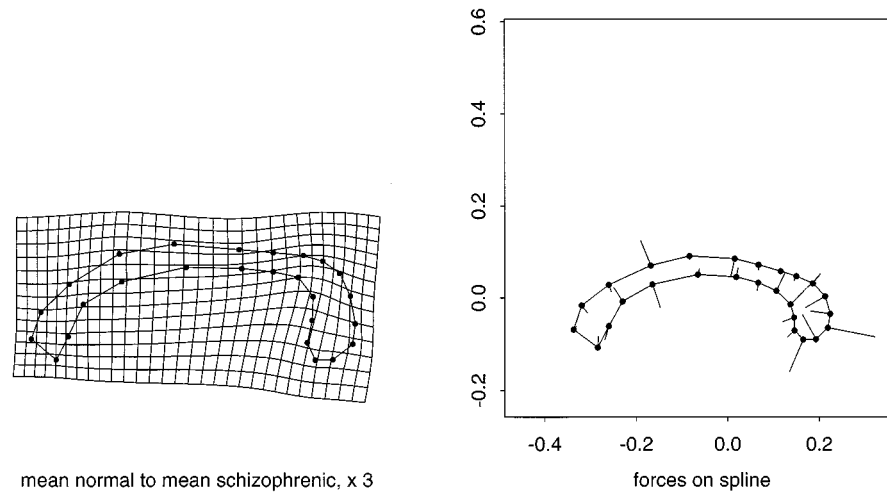 0.6
0.4
0.2
0.0
-0.2
-0.4 -0.2 0.0 0.2
mean normal to mean schizophrenic, x 3
forces on spline